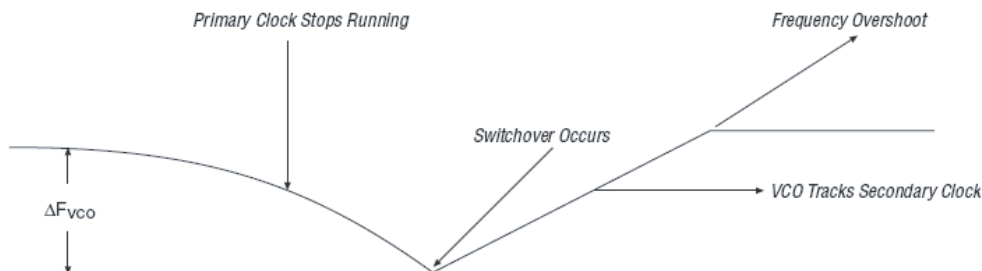 Primary Clock Stops Running
Frequency Overshoot
Switchover Occurs
VCO Tracks Secondary Clock
ΔFVCO